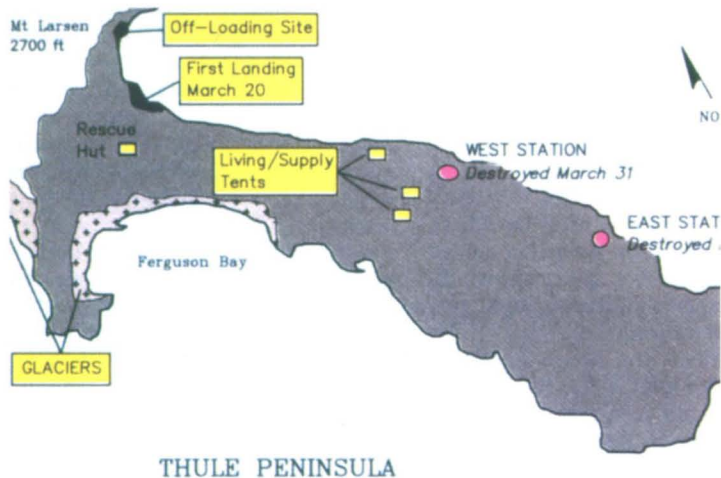 Mt Larsen
2700 ft
Off-Loading Site
First Landing
March 20
NO
Rescue
Hut
Living/Supply
Tents
WEST STATION
Destroyed March 31
EAST STAT
Destroyed
Ferguson Bay
GLACIERS
THULE PENINSULA